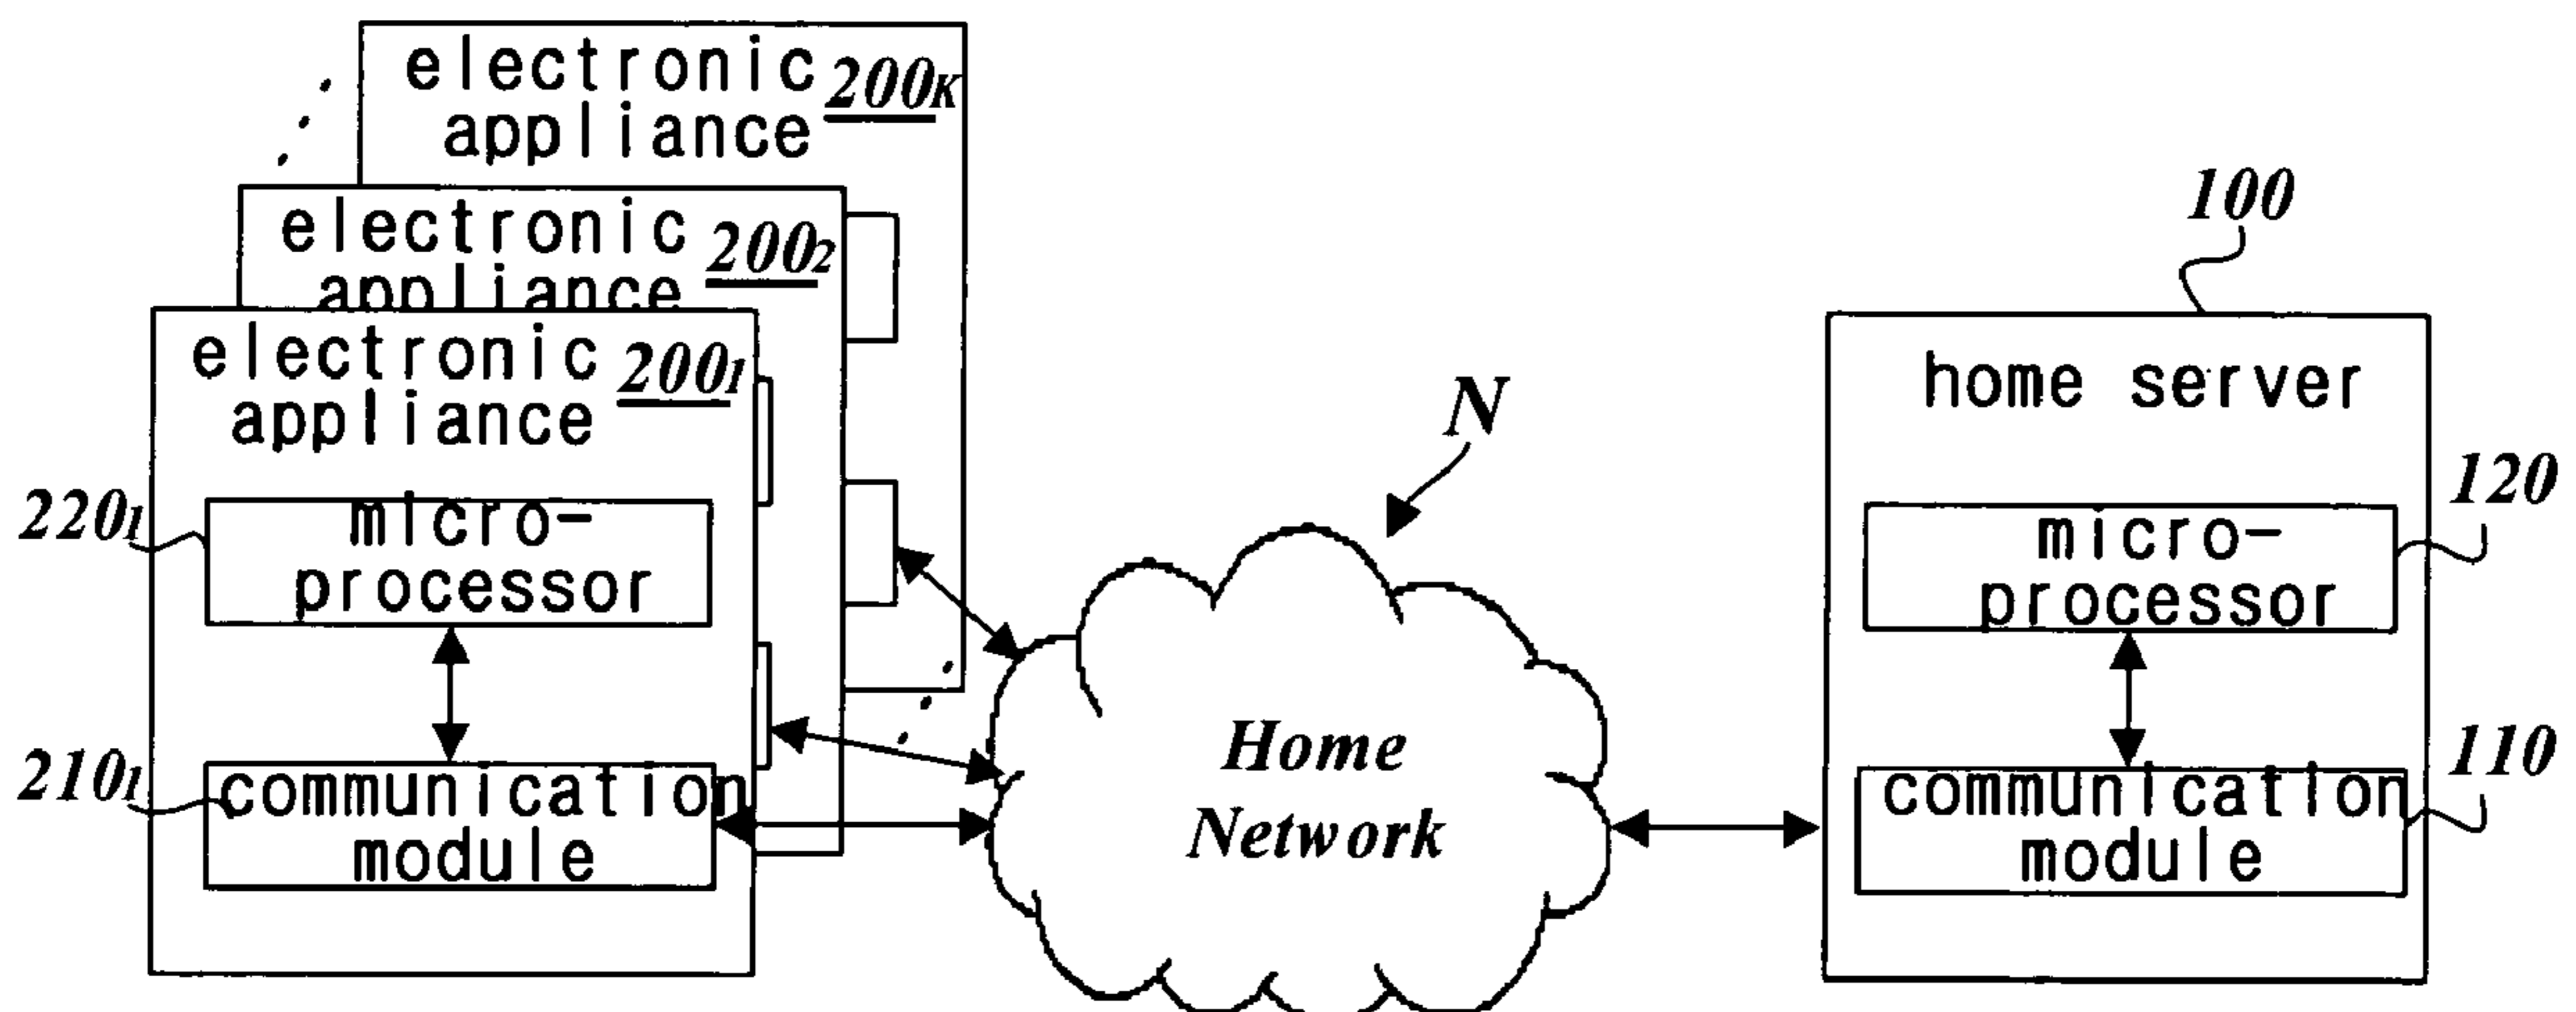 electronic 200K
appliance
electronic 2002
appliance
electronic 2001
appliance
2201
micro-
processor
2101
communication
module
N
Home
Network
100
home server
120
micro-
processor
110
communication
module